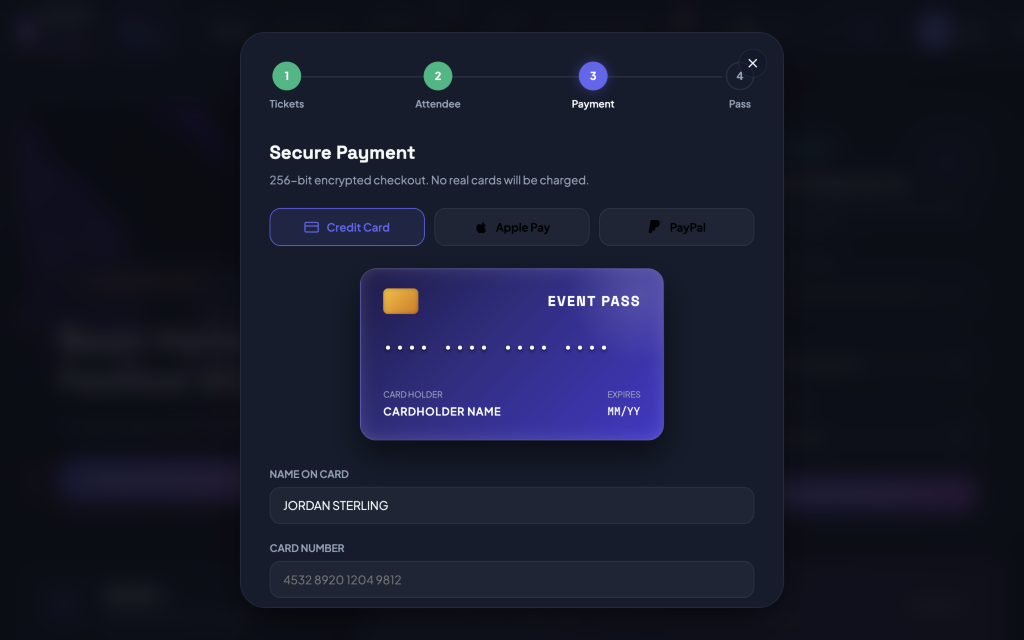 1 2 3 4
Tickets Attendee Payment Pass
Secure Payment
256-bit encrypted checkout. No real cards will be charged.
Credit Card Apple Pay PayPal
EVENT PASS
•••• •••• •••• ••••
CARD HOLDER EXPIRES
CARDHOLDER NAME MM/YY
NAME ON CARD
JORDAN STERLING
CARD NUMBER
4532 8920 1204 9812